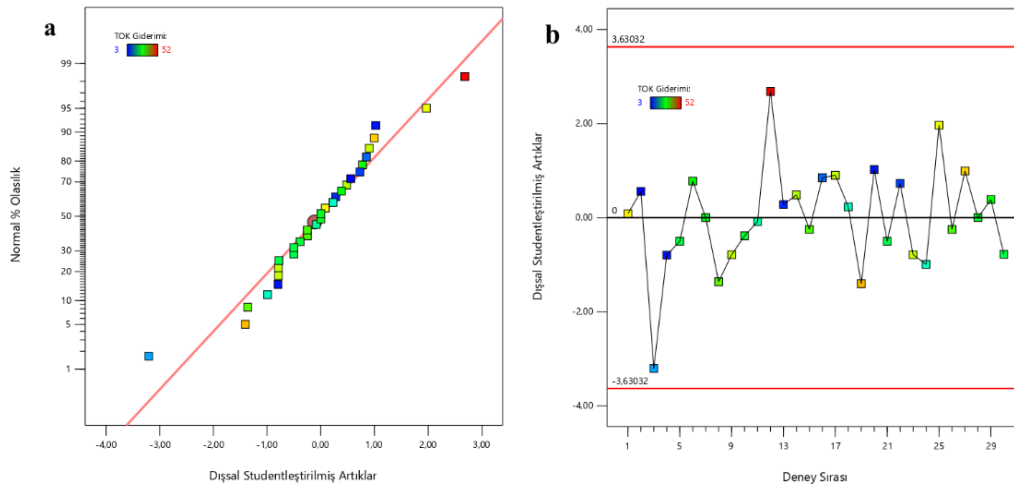 a
TOK Giderimi:
3 52
99
95
90
80
70
50
30
20
10
5
1
Normal % Olasılık
-4,00 -3,00 -2,00 -1,00 0,00 1,00 2,00 3,00
Dışsal Studentleştirilmiş Artıklar
b
4.00
3,63032
TOK Giderimi:
3 52
2.00
0
0.00
-2.00
-3,63032
-4.00
Dışsal Studentleştirilmiş Artıklar
1 5 9 13 17 21 25 29
Deney Sırası